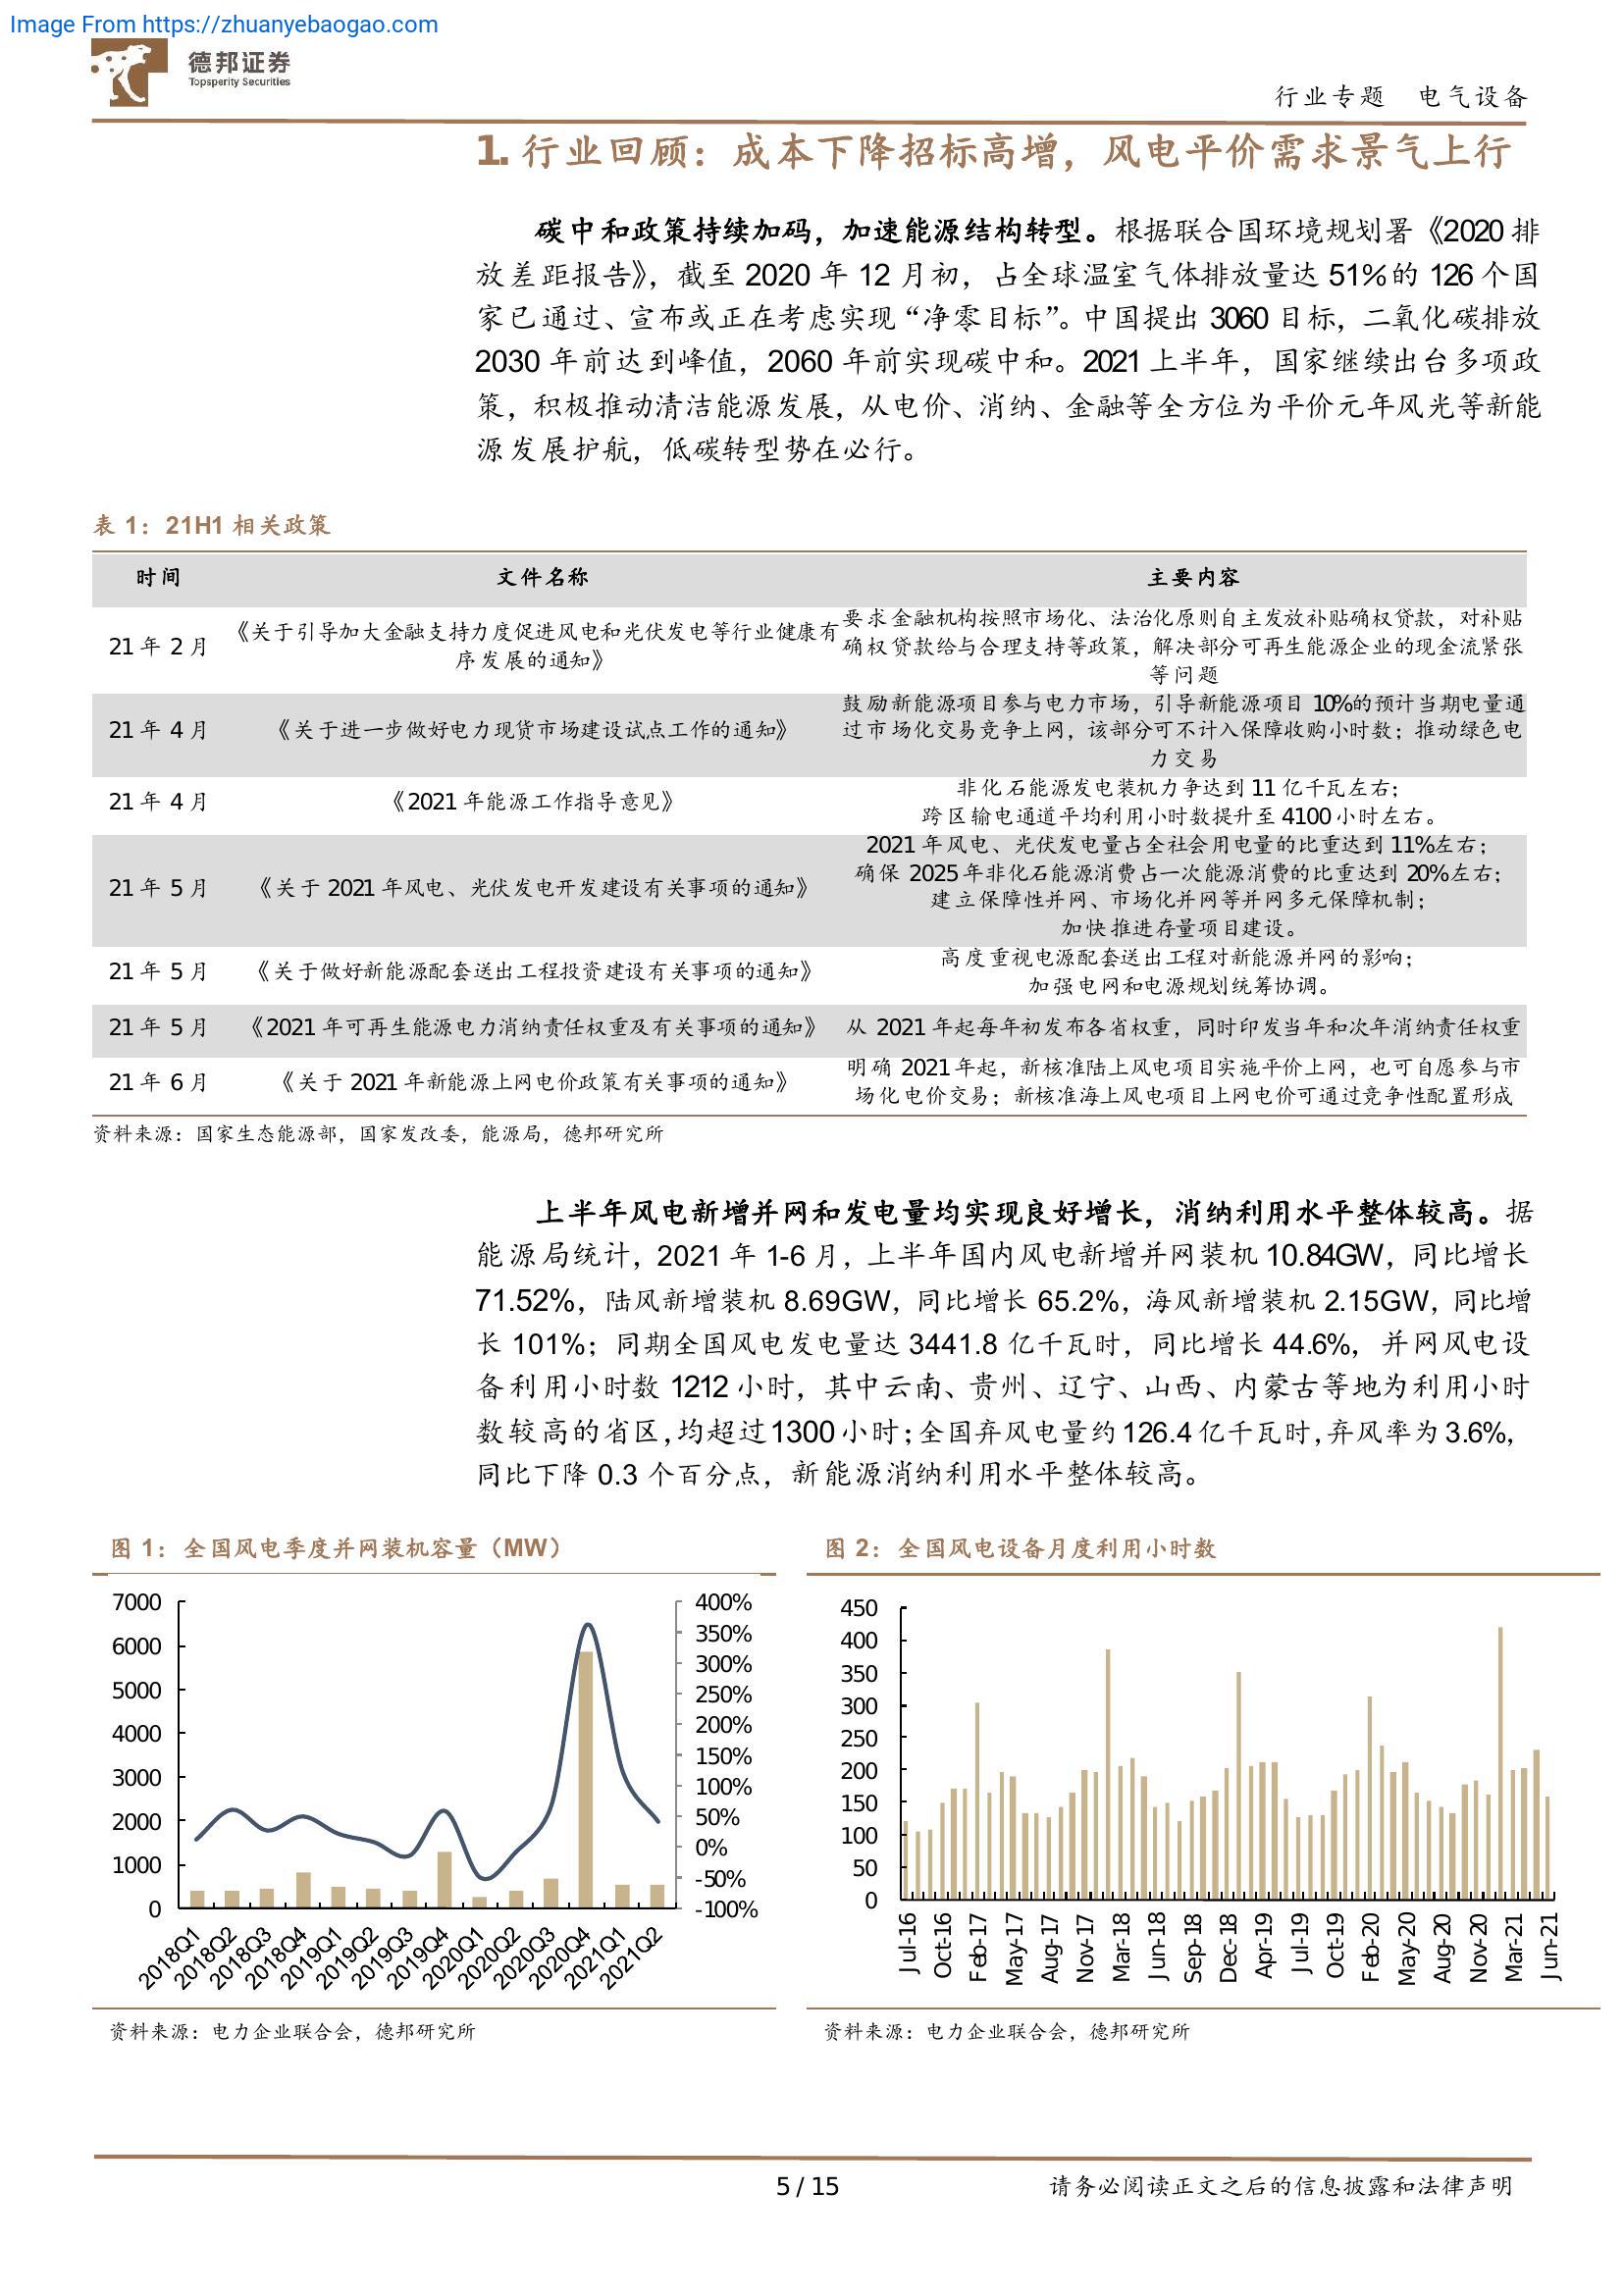 Image From https://zhuanyebaogao.com
德邦证券
Topsperity Securities
行业专题 电气设备
1. 行业回顾：成本下降招标高增，风电平价需求景气上行
碳中和政策持续加码，加速能源结构转型。根据联合国环境规划署《2020 排
放差距报告》，截至 2020 年 12 月初，占全球温室气体排放量达 51%的 126 个国
家已通过、宣布或正在考虑实现“净零目标”。中国提出 3060 目标，二氧化碳排放
2030 年前达到峰值，2060 年前实现碳中和。2021 上半年，国家继续出台多项政
策，积极推动清洁能源发展，从电价、消纳、金融等全方位为平价元年风光等新能
源发展护航，低碳转型势在必行。
表 1：21H1 相关政策
时间 文件名称 主要内容
21 年 2 月
《关于引导加大金融支持力度促进风电和光伏发电等行业健康有
序发展的通知》
要求金融机构按照市场化、法治化原则自主发放补贴确权贷款，对补贴
确权贷款给与合理支持等政策，解决部分可再生能源企业的现金流紧张
等问题
21 年 4 月
《关于进一步做好电力现货市场建设试点工作的通知》
鼓励新能源项目参与电力市场，引导新能源项目 10%的预计当期电量通
过市场化交易竞争上网，该部分可不计入保障收购小时数；推动绿色电
力交易
21 年 4 月
《2021 年能源工作指导意见》
非化石能源发电装机力争达到 11 亿千瓦左右；
跨区输电通道平均利用小时数提升至 4100 小时左右。
21 年 5 月
《关于 2021 年风电、光伏发电开发建设有关事项的通知》
2021 年风电、光伏发电量占全社会用电量的比重达到 11%左右；
确保 2025 年非化石能源消费占一次能源消费的比重达到 20%左右；
建立保障性并网、市场化并网等并网多元保障机制；
加快推进存量项目建设。
21 年 5 月
《关于做好新能源配套送出工程投资建设有关事项的通知》
高度重视电源配套送出工程对新能源并网的影响；
加强电网和电源规划统筹协调。
21 年 5 月
《2021 年可再生能源电力消纳责任权重及有关事项的通知》
从 2021 年起每年初发布各省权重，同时印发当年和次年消纳责任权重
21 年 6 月
《关于 2021 年新能源上网电价政策有关事项的通知》
明确 2021 年起，新核准陆上风电项目实施平价上网，也可自愿参与市
场化电价交易；新核准海上风电项目上网电价可通过竞争性配置形成
资料来源：国家生态能源部，国家发改委，能源局，德邦研究所
上半年风电新增并网和发电量均实现良好增长，消纳利用水平整体较高。据
能源局统计，2021 年 1-6 月，上半年国内风电新增并网装机 10.84GW，同比增长
71.52%，陆风新增装机 8.69GW，同比增长 65.2%，海风新增装机 2.15GW，同比增
长 101%；同期全国风电发电量达 3441.8 亿千瓦时，同比增长 44.6%，并网风电设
备利用小时数 1212 小时，其中云南、贵州、辽宁、山西、内蒙古等地为利用小时
数较高的省区，均超过 1300 小时；全国弃风电量约 126.4 亿千瓦时，弃风率为 3.6%，
同比下降 0.3 个百分点，新能源消纳利用水平整体较高。
图 1：全国风电季度并网装机容量（MW）
7000
6000
5000
4000
3000
2000
1000
0
400%
350%
300%
250%
200%
150%
100%
50%
0%
-50%
-100%
2018Q1
2018Q2
2018Q3
2018Q4
2019Q1
2019Q2
2019Q3
2019Q4
2020Q1
2020Q2
2020Q3
2020Q4
2021Q1
2021Q2
资料来源：电力企业联合会，德邦研究所
图 2：全国风电设备月度利用小时数
450
400
350
300
250
200
150
100
50
0
Jul-16
Oct-16
Feb-17
May-17
Aug-17
Nov-17
Mar-18
Jun-18
Sep-18
Dec-18
Apr-19
Jul-19
Oct-19
Feb-20
May-20
Aug-20
Nov-20
Mar-21
Jun-21
资料来源：电力企业联合会，德邦研究所
5 / 15
请务必阅读正文之后的信息披露和法律声明